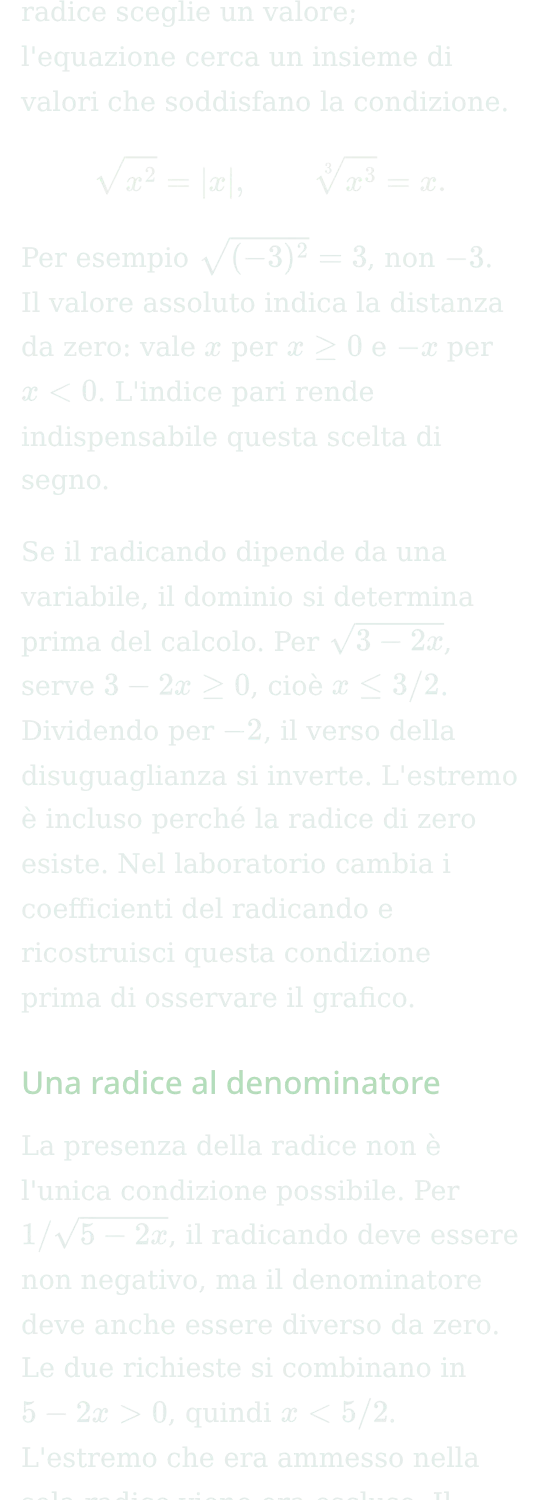 radice sceglie un valore;
l'equazione cerca un insieme di
valori che soddisfano la condizione.
√x² = |x|, ∛x³ = x.
Per esempio √(−3)² = 3, non −3.
Il valore assoluto indica la distanza
da zero: vale x per x ≥ 0 e −x per
x < 0. L'indice pari rende
indispensabile questa scelta di
segno.
Se il radicando dipende da una
variabile, il dominio si determina
prima del calcolo. Per √3 − 2x,
serve 3 − 2x ≥ 0, cioè x ≤ 3/2.
Dividendo per −2, il verso della
disuguaglianza si inverte. L'estremo
è incluso perché la radice di zero
esiste. Nel laboratorio cambia i
coefficienti del radicando e
ricostruisci questa condizione
prima di osservare il grafico.
Una radice al denominatore
La presenza della radice non è
l'unica condizione possibile. Per
1/√5 − 2x, il radicando deve essere
non negativo, ma il denominatore
deve anche essere diverso da zero.
Le due richieste si combinano in
5 − 2x > 0, quindi x < 5/2.
L'estremo che era ammesso nella